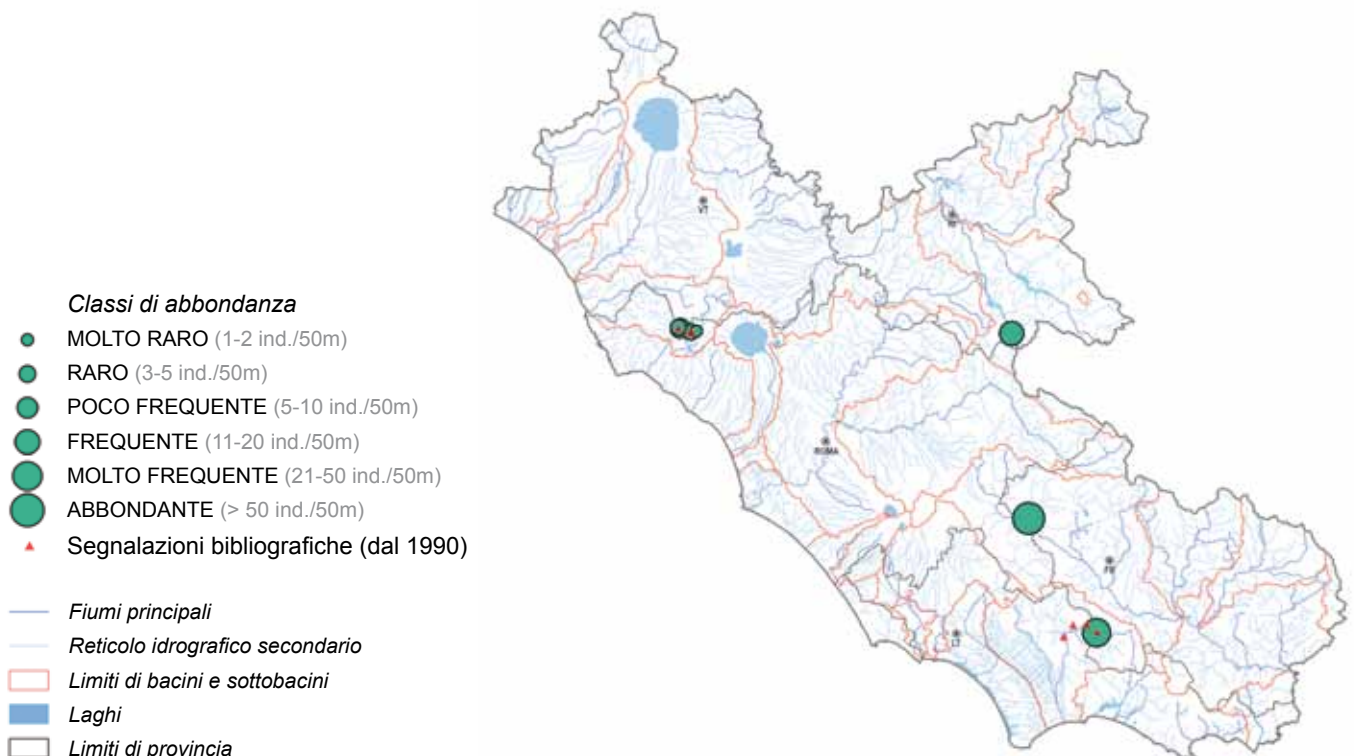 Classi di abbondanza
MOLTO RARO (1-2 ind./50m)
RARO (3-5 ind./50m)
POCO FREQUENTE (5-10 ind./50m)
FREQUENTE (11-20 ind./50m)
MOLTO FREQUENTE (21-50 ind./50m)
ABBONDANTE (> 50 ind./50m)
Segnalazioni bibliografiche (dal 1990)
Fiumi principali
Reticolo idrografico secondario
Limiti di bacini e sottobacini
Laghi
Limiti di provincia
VT
ROMA
FR
LT